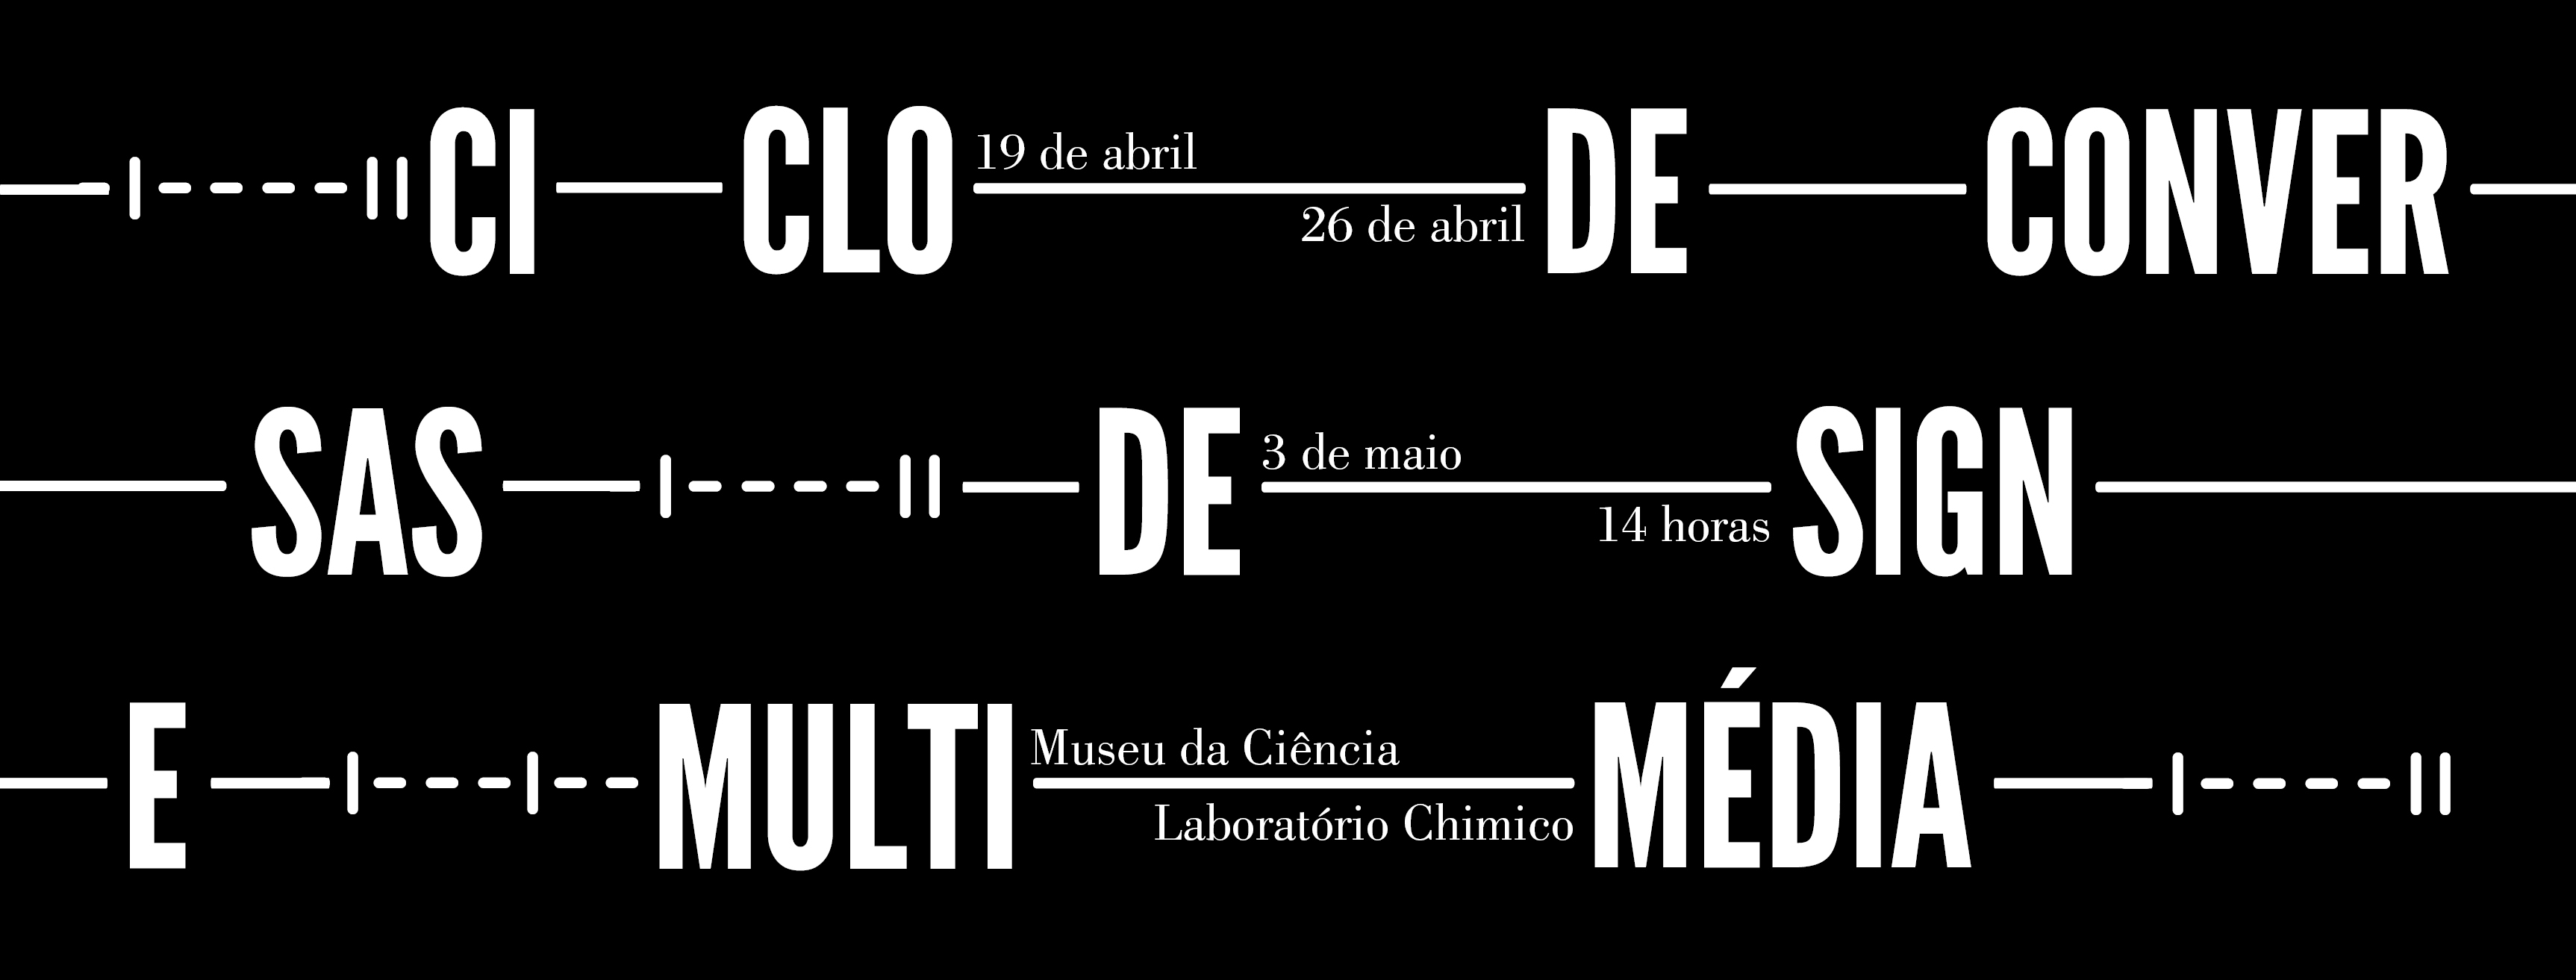 CI CLO 19 de abril 26 de abril DE CONVER
SAS DE 3 de maio 14 horas SIGN
E MULTI Museu da Ciência Laboratório Chimico MÉDIA